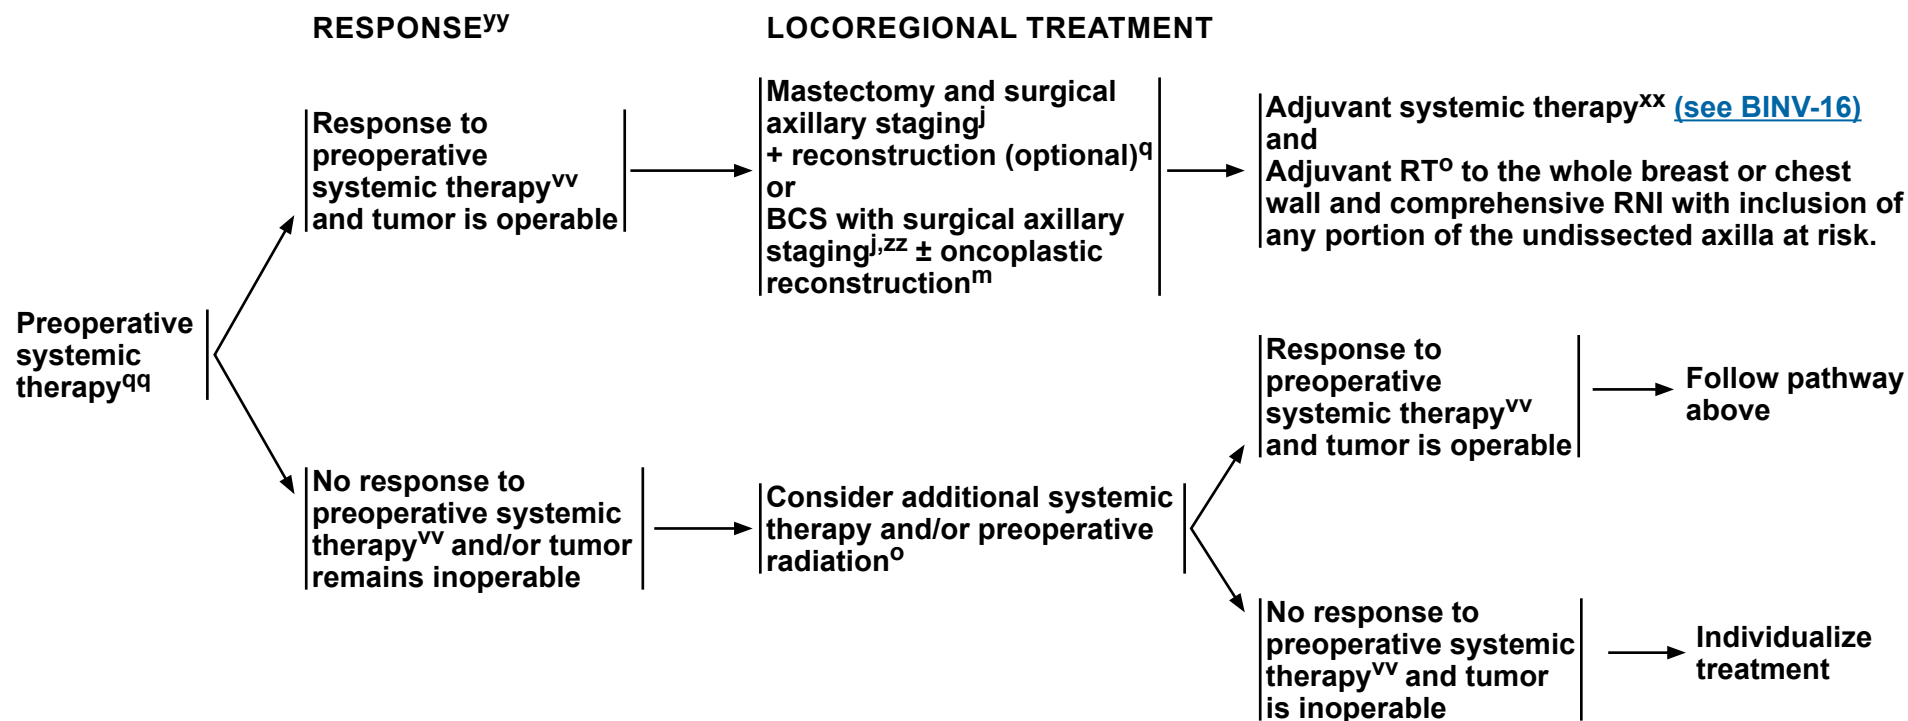 RESPONSEyy
LOCOREGIONAL TREATMENT
Preoperative
systemic
therapyqq
Response to
preoperative
systemic therapyvv
and tumor is operable
Mastectomy and surgical
axillary stagingj
+ reconstruction (optional)q
or
BCS with surgical axillary
stagingj,zz ± oncoplastic
reconstructionm
Adjuvant systemic therapyxx (see BINV-16)
and
Adjuvant RTo to the whole breast or chest
wall and comprehensive RNI with inclusion of
any portion of the undissected axilla at risk.
No response to
preoperative systemic
therapyvv and/or tumor
remains inoperable
Consider additional systemic
therapy and/or preoperative
radiationo
Response to
preoperative
systemic therapyvv
and tumor is operable
Follow pathway
above
No response to
preoperative systemic
therapyvv and tumor
is inoperable
Individualize
treatment